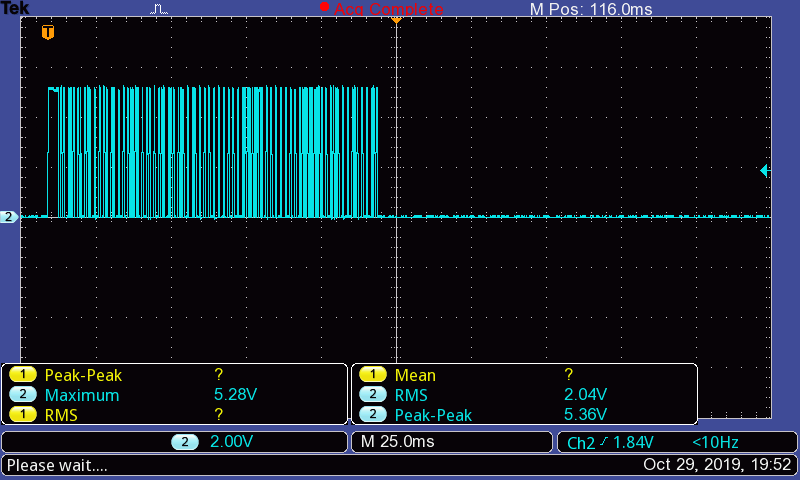 Tek Acq Complete M Pos: 116.0ms
T
2
1 Peak-Peak ? 1 Mean ?
2 Maximum 5.28V 2 RMS 2.04V
1 RMS ? 2 Peak-Peak 5.36V
2 2.00V M 25.0ms Ch2 1.84V <10Hz
Please wait.... Oct 29, 2019, 19:52